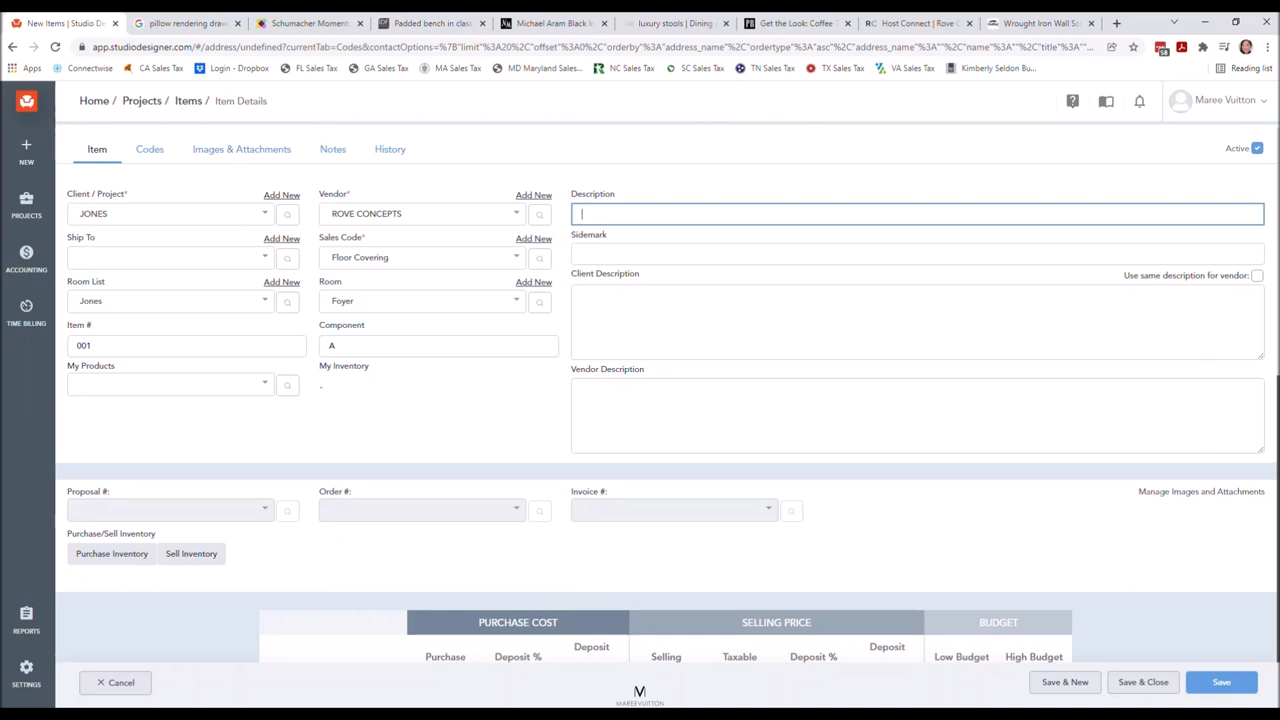 New Items | Studio De
pillow rendering draw
Schumacher Moment
Padded bench in class
Michael Aram Black Ir
luxury stools | Dining
Get the Look: Coffee T
Host Connect | Rove C
Wrought Iron Wall Sc
app.studiodesigner.com/#/address/undefined?currentTab=Codes&contactOptions=%7B"limit"%3A20%2C"offset"%3A0%2C"orderby"%3A"address_name"%2C"ordertype"%3A"asc"%2C"address_name"%3A""%2C"name"%3A""%2C"title"%3A"...
58
Apps Connectwise CA Sales Tax Login - Dropbox FL Sales Tax GA Sales Tax MA Sales Tax MD Maryland Sales... NC Sales Tax SC Sales Tax TN Sales Tax TX Sales Tax VA Sales Tax Kimberly Seldon Bu... Reading list
Home / Projects / Items / Item Details
Maree Vuitton
NEW
PROJECTS
ACCOUNTING
TIME BILLING
REPORTS
SETTINGS
Item Codes Images & Attachments Notes History
Active
Client / Project* Add New
JONES
Vendor* Add New
ROVE CONCEPTS
Description
Ship To Add New
Sales Code* Add New
Floor Covering
Sidemark
Room List Add New
Jones
Room Add New
Foyer
Client Description
Use same description for vendor:
Item #
001
Component
A
My Products
My Inventory
-
Vendor Description
Proposal #:
Order #:
Invoice #:
Manage Images and Attachments
Purchase/Sell Inventory
Purchase Inventory Sell Inventory
PURCHASE COST SELLING PRICE BUDGET
Purchase Deposit % Deposit Selling Taxable Deposit % Deposit Low Budget High Budget
Cancel
M
MAREEVUITTON
Save & New Save & Close Save